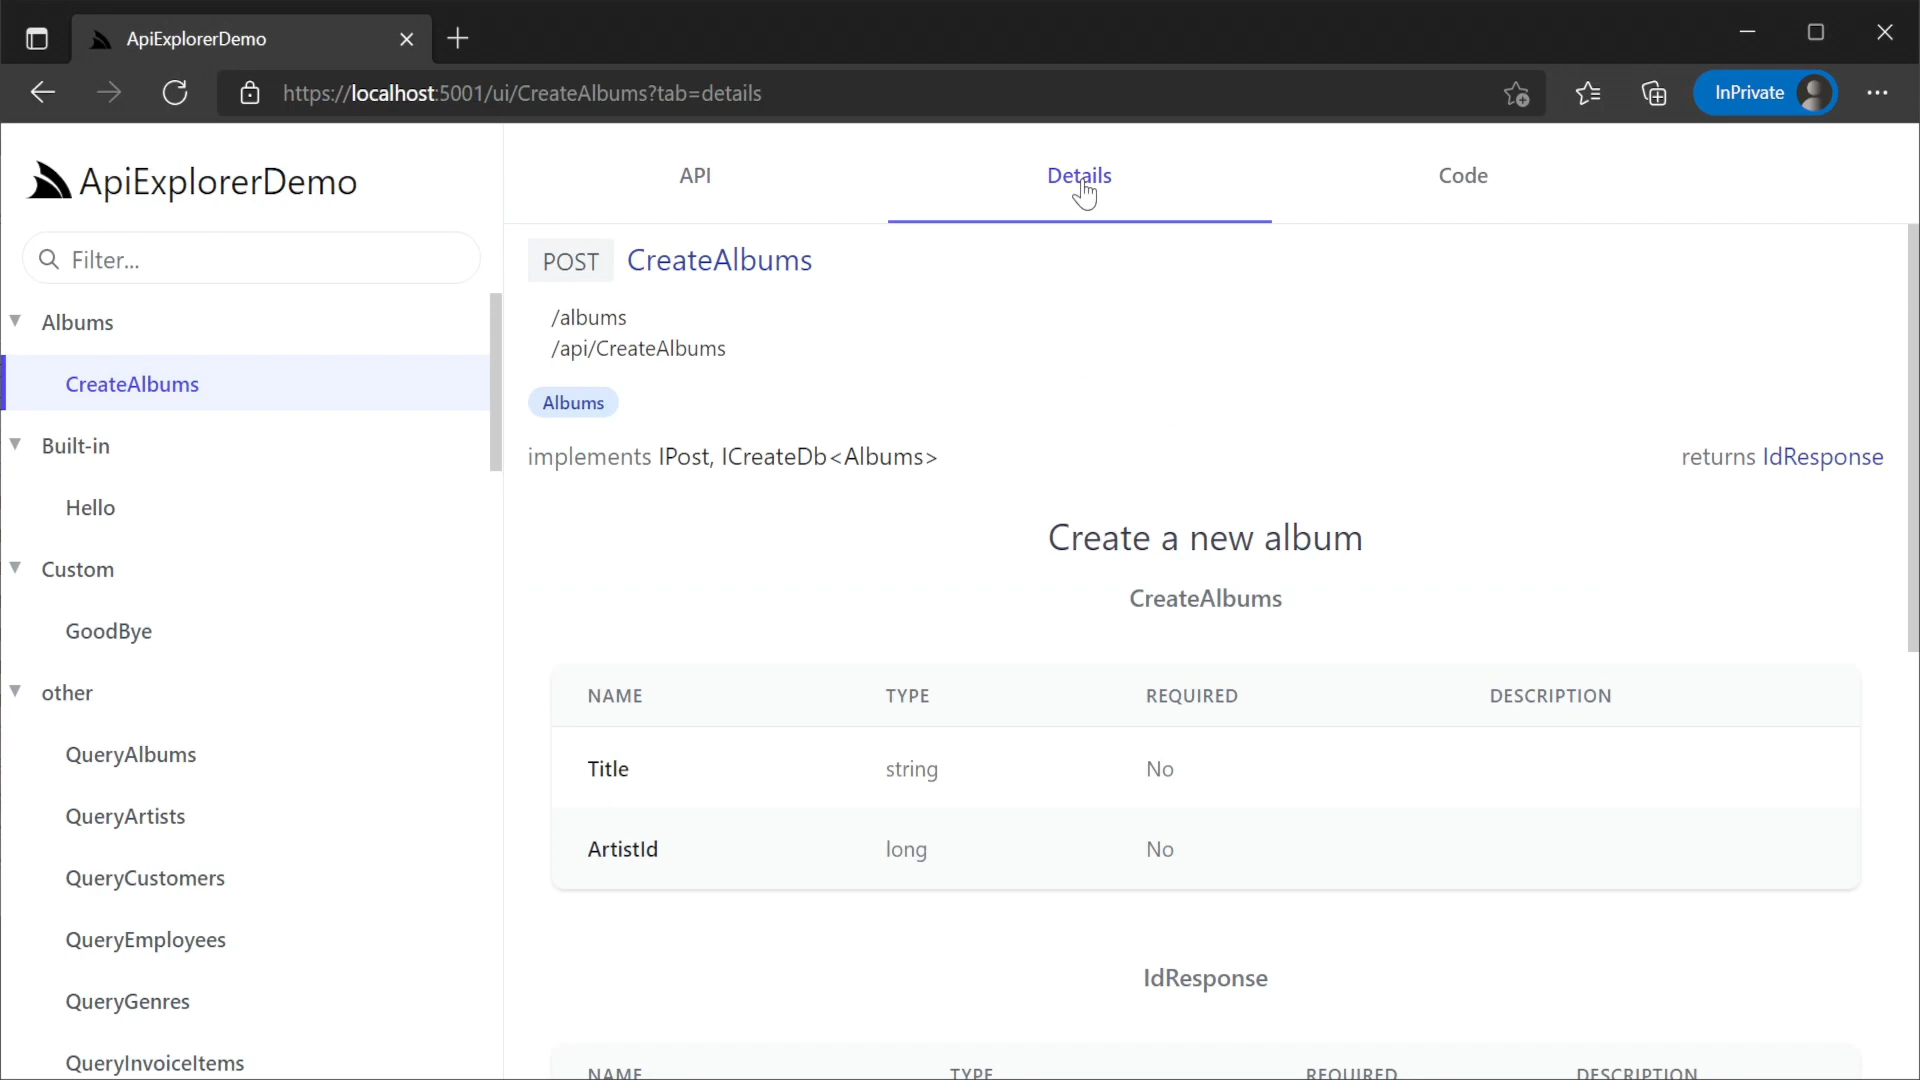 ApiExplorerDemo
https://localhost:5001/ui/CreateAlbums?tab=details
InPrivate
ApiExplorerDemo
Filter...
Albums
CreateAlbums
Built-in
Hello
Custom
GoodBye
other
QueryAlbums
QueryArtists
QueryCustomers
QueryEmployees
QueryGenres
QueryInvoiceItems
API Details Code
POST CreateAlbums
/albums
/api/CreateAlbums
Albums
implements IPost, ICreateDb<Albums> returns IdResponse
Create a new album
CreateAlbums
NAME TYPE REQUIRED DESCRIPTION
Title string No
ArtistId long No
IdResponse
NAME TYPE REQUIRED DESCRIPTION